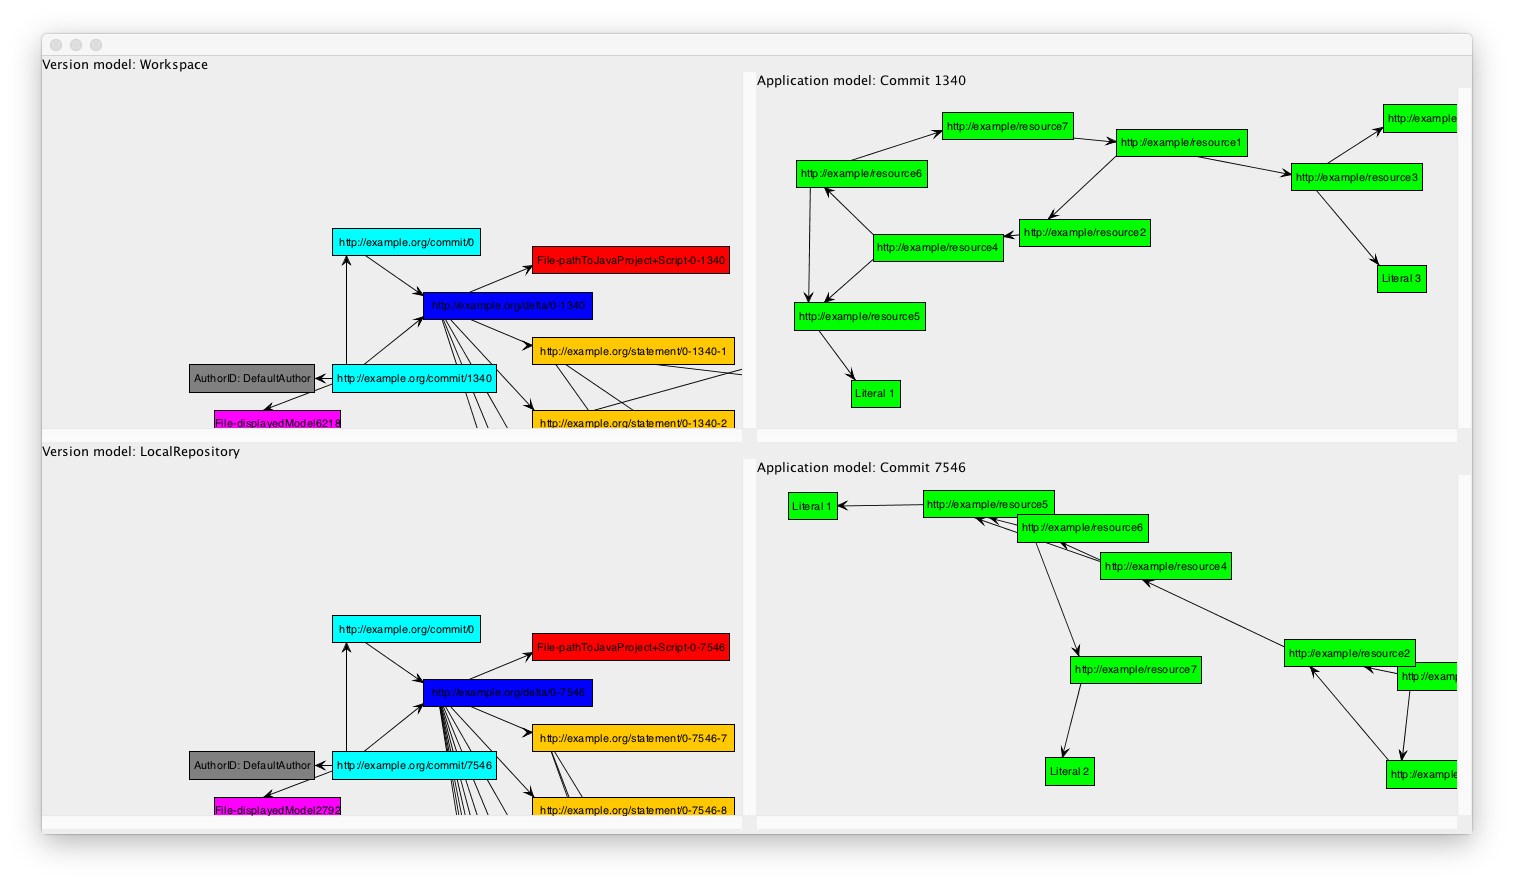 Version model: Workspace
http://example.org/commit/0
File-pathToJavaProject+Script-0-1340
http://example.org/delta/0-1340
http://example.org/statement/0-1340-1
AuthorID: DefaultAuthor
http://example.org/commit/1340
File-displayedModel6218
http://example.org/statement/0-1340-2
Application model: Commit 1340
http://example
http://example/resource7
http://example/resource1
http://example/resource6
http://example/resource3
http://example/resource2
http://example/resource4
Literal 3
http://example/resource5
Literal 1
Version model: LocalRepository
http://example.org/commit/0
File-pathToJavaProject+Script-0-7546
http://example.org/delta/0-7546
http://example.org/statement/0-7546-7
AuthorID: DefaultAuthor
http://example.org/commit/7546
File-displayedModel2792
http://example.org/statement/0-7546-8
Application model: Commit 7546
Literal 1
http://example/resource5
http://example/resource6
http://example/resource4
http://example/resource2
http://exam
http://example/resource7
Literal 2
http://example